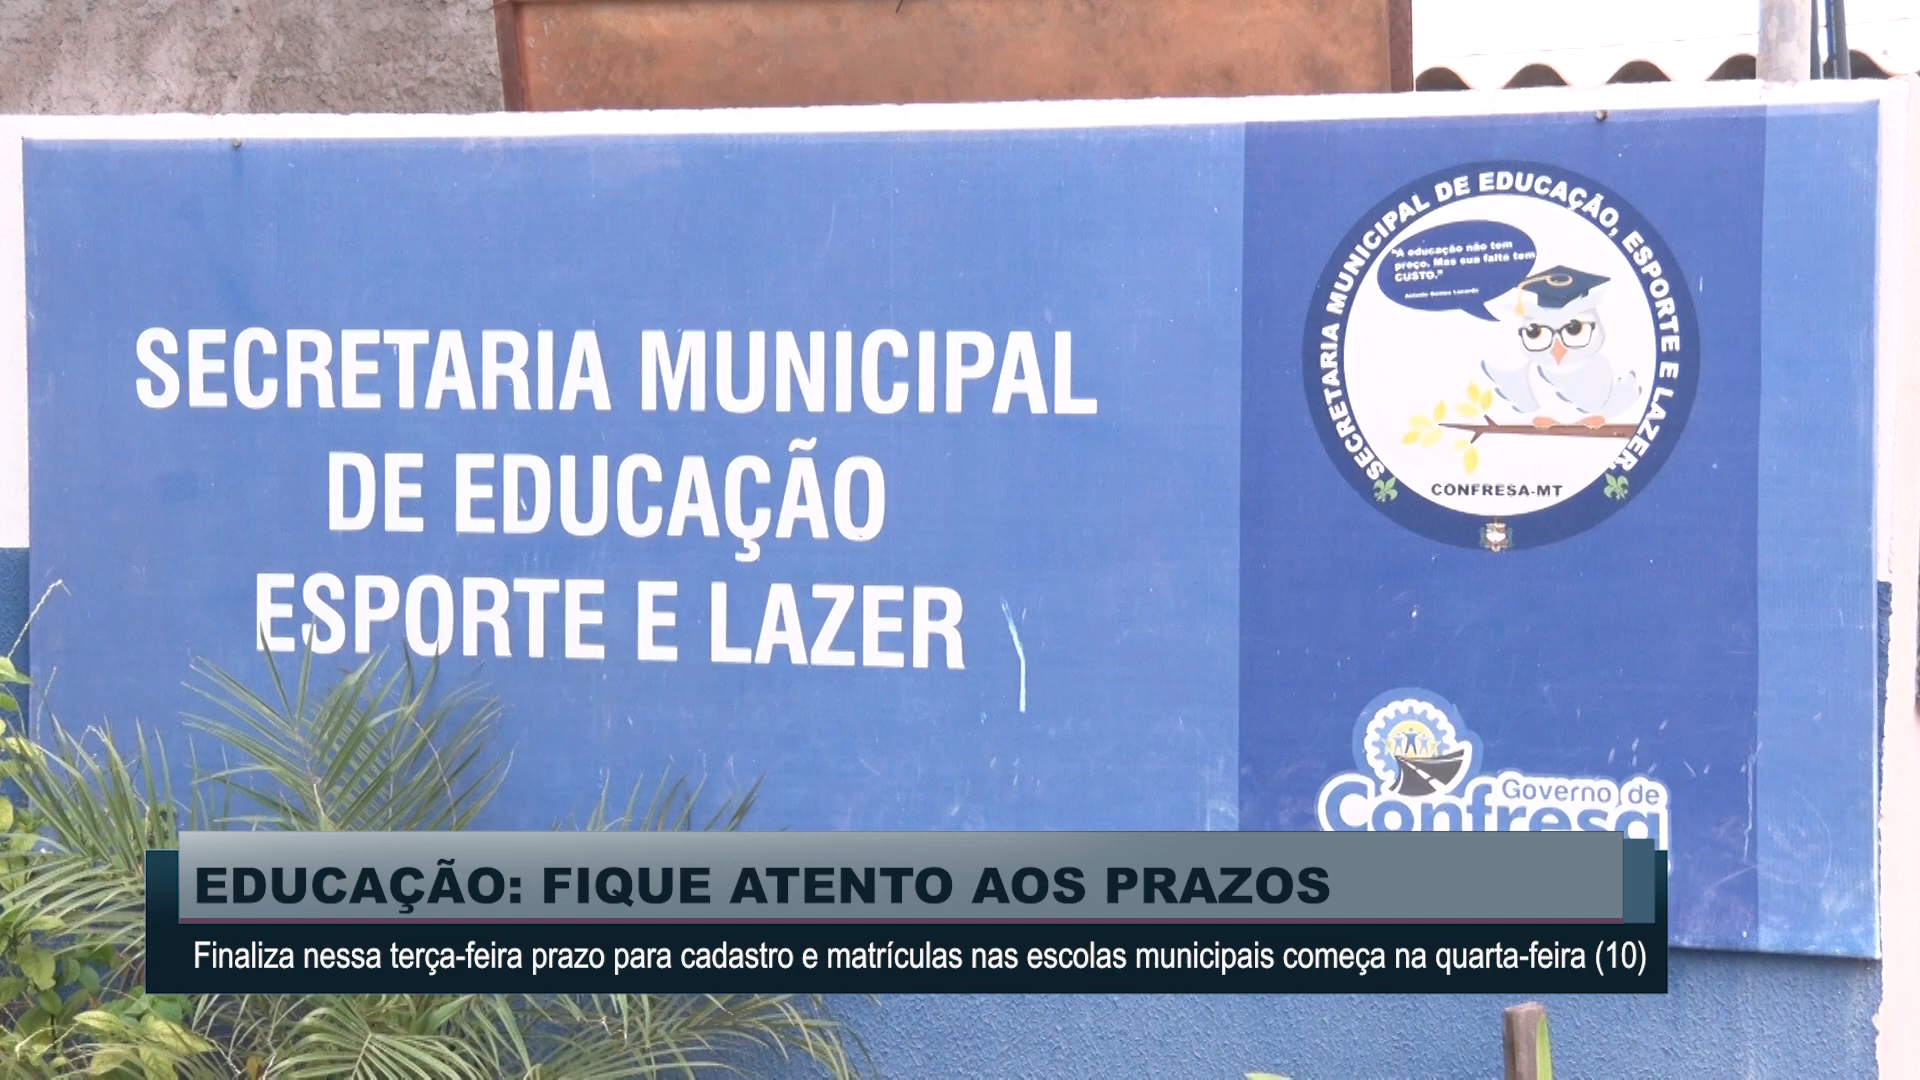 SECRETARIA MUNICIPAL
DE EDUCAÇÃO
ESPORTE E LAZER
SECRETARIA MUNICIPAL DE EDUCAÇÃO, ESPORTE E LAZER.
"A educação não tem
preço. Mas sua falta tem
CUSTO."
CONFRESA-MT
Governo de
Confresa
EDUCAÇÃO: FIQUE ATENTO AOS PRAZOS
Finaliza nessa terça-feira prazo para cadastro e matrículas nas escolas municipais começa na quarta-feira (10)